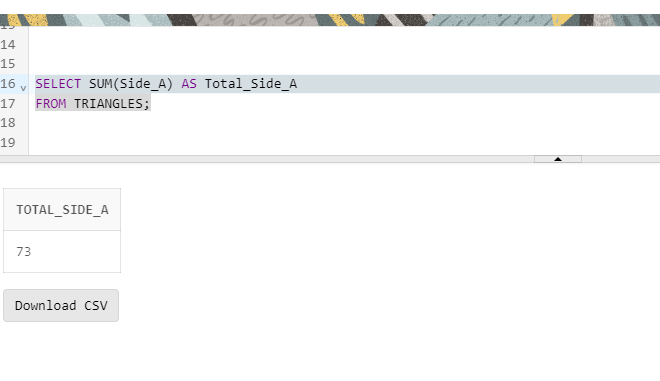 14
15
16 SELECT SUM(Side_A) AS Total_Side_A
17 FROM TRIANGLES;
18
19
TOTAL_SIDE_A
73
Download CSV